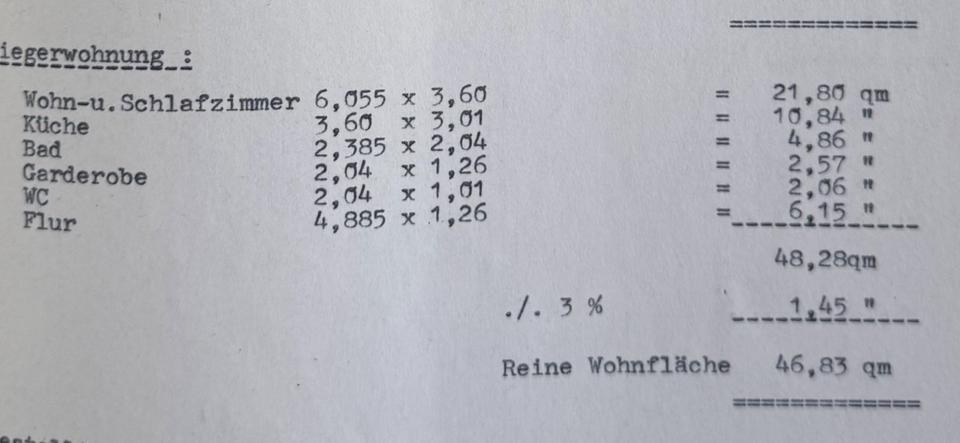 iegerwohnung :
Wohn-u.Schlafzimmer 6,055 x 3,60 = 21,80 qm
Küche 3,60 x 3,01 = 10,84 "
Bad 2,385 x 2,04 = 4,86 "
Garderobe 2,04 x 1,26 = 2,57 "
WC 2,04 x 1,01 = 2,06 "
Flur 4,885 x 1,26 = 6,15 "
48,28qm
./. 3 % 1,45 "
Reine Wohnfläche 46,83 qm